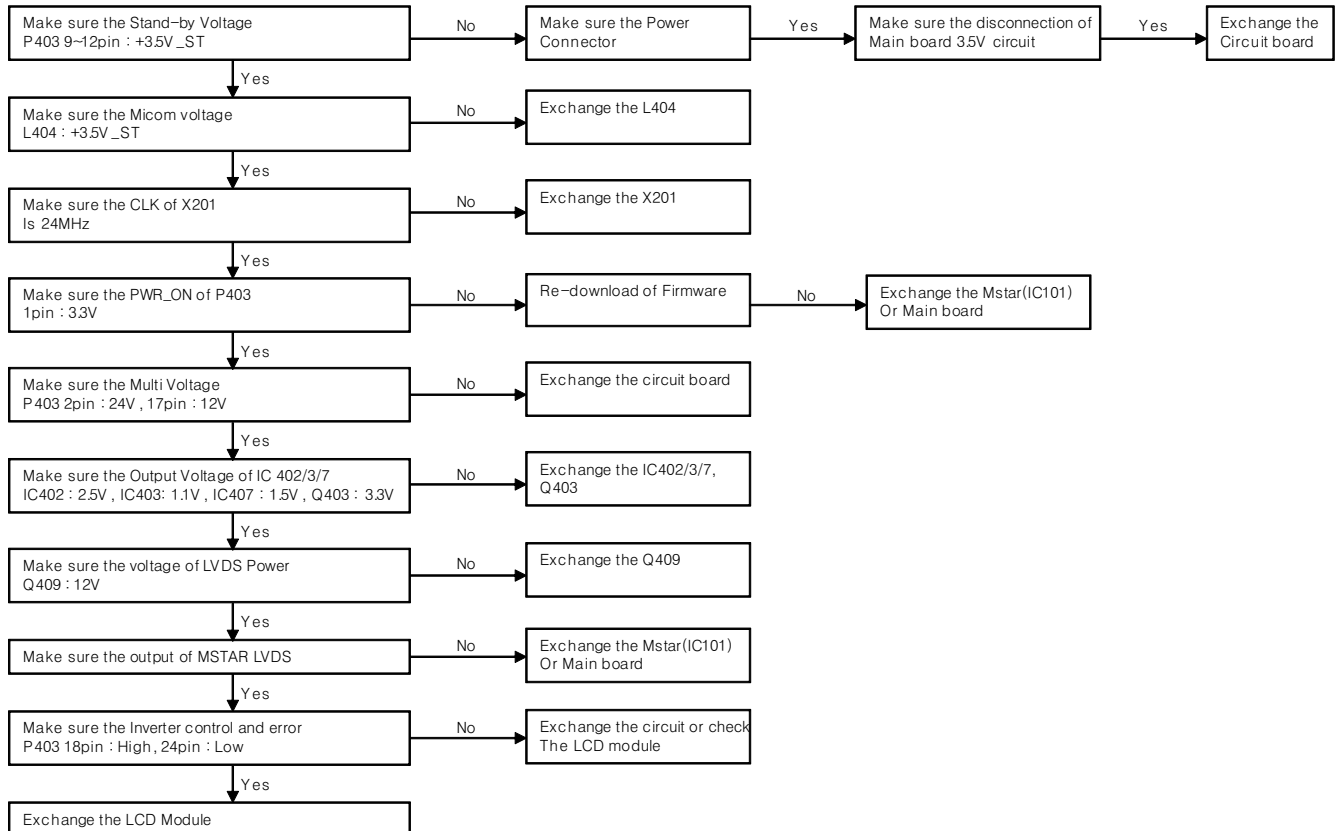 Make sure the Stand-by Voltage
P403 9~12pin : +3.5V_ST
No
Make sure the Power
Connector
Yes
Make sure the disconnection of
Main board 3.5V circuit
Yes
Exchange the
Circuit board
Yes
Make sure the Micom voltage
L404 : +3.5V_ST
No
Exchange the L404
Yes
Make sure the CLK of X201
Is 24MHz
No
Exchange the X201
Yes
Make sure the PWR_ON of P403
1pin : 3.3V
No
Re-download of Firmware
No
Exchange the Mstar(IC101)
Or Main board
Yes
Make sure the Multi Voltage
P403 2pin : 24V , 17pin : 12V
No
Exchange the circuit board
Yes
Make sure the Output Voltage of IC 402/3/7
IC402 : 2.5V , IC403: 1.1V , IC407 : 1.5V , Q403 : 3.3V
No
Exchange the IC402/3/7,
Q403
Yes
Make sure the voltage of LVDS Power
Q409 : 12V
No
Exchange the Q409
Yes
Make sure the output of MSTAR LVDS
No
Exchange the Mstar(IC101)
Or Main board
Yes
Make sure the Inverter control and error
P403 18pin : High , 24pin : Low
No
Exchange the circuit or check
The LCD module
Yes
Exchange the LCD Module